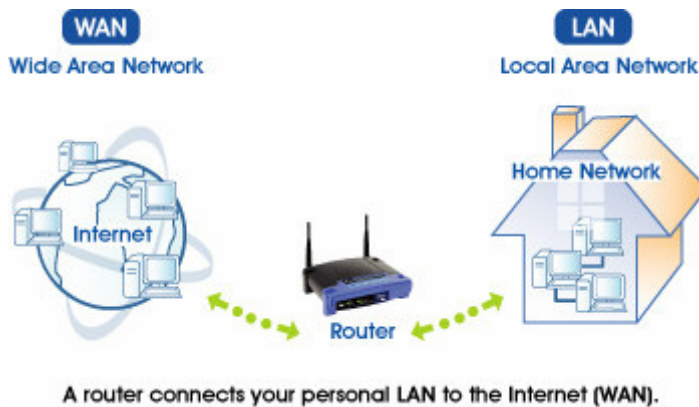 WAN
Wide Area Network
LAN
Local Area Network
Home Network
Internet
Router
A router connects your personal LAN to the Internet (WAN).